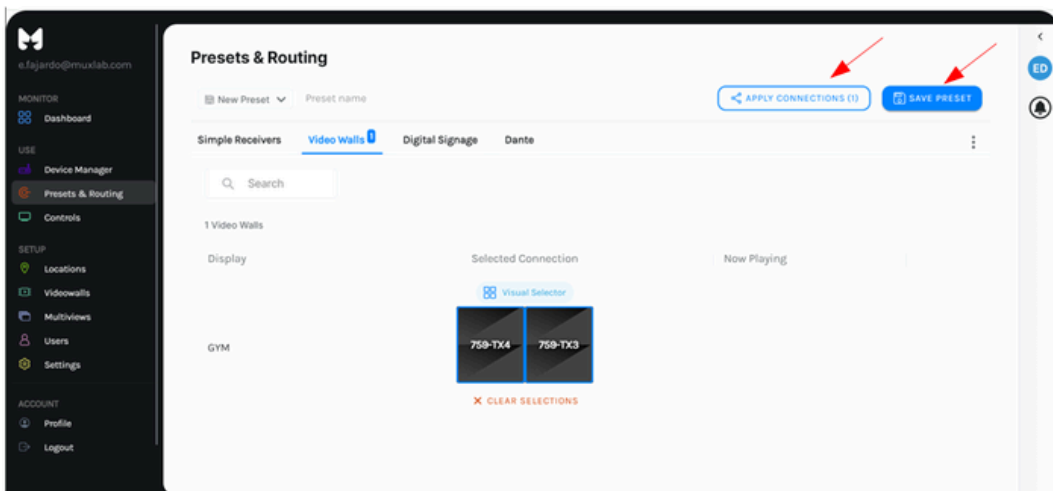 e.fajardo@muxlab.com
MONITOR
Dashboard
USE
Device Manager
Presets & Routing
Controls
SETUP
Locations
Videowalls
Multiviews
Users
Settings
ACCOUNT
Profile
Logout
Presets & Routing
New Preset Preset name
APPLY CONNECTIONS (1) SAVE PRESET
Simple Receivers Video Walls 1 Digital Signage Dante
Search
1 Video Walls
Display Selected Connection Now Playing
Visual Selector
GYM 759-TX4 759-TX3
CLEAR SELECTIONS
ED